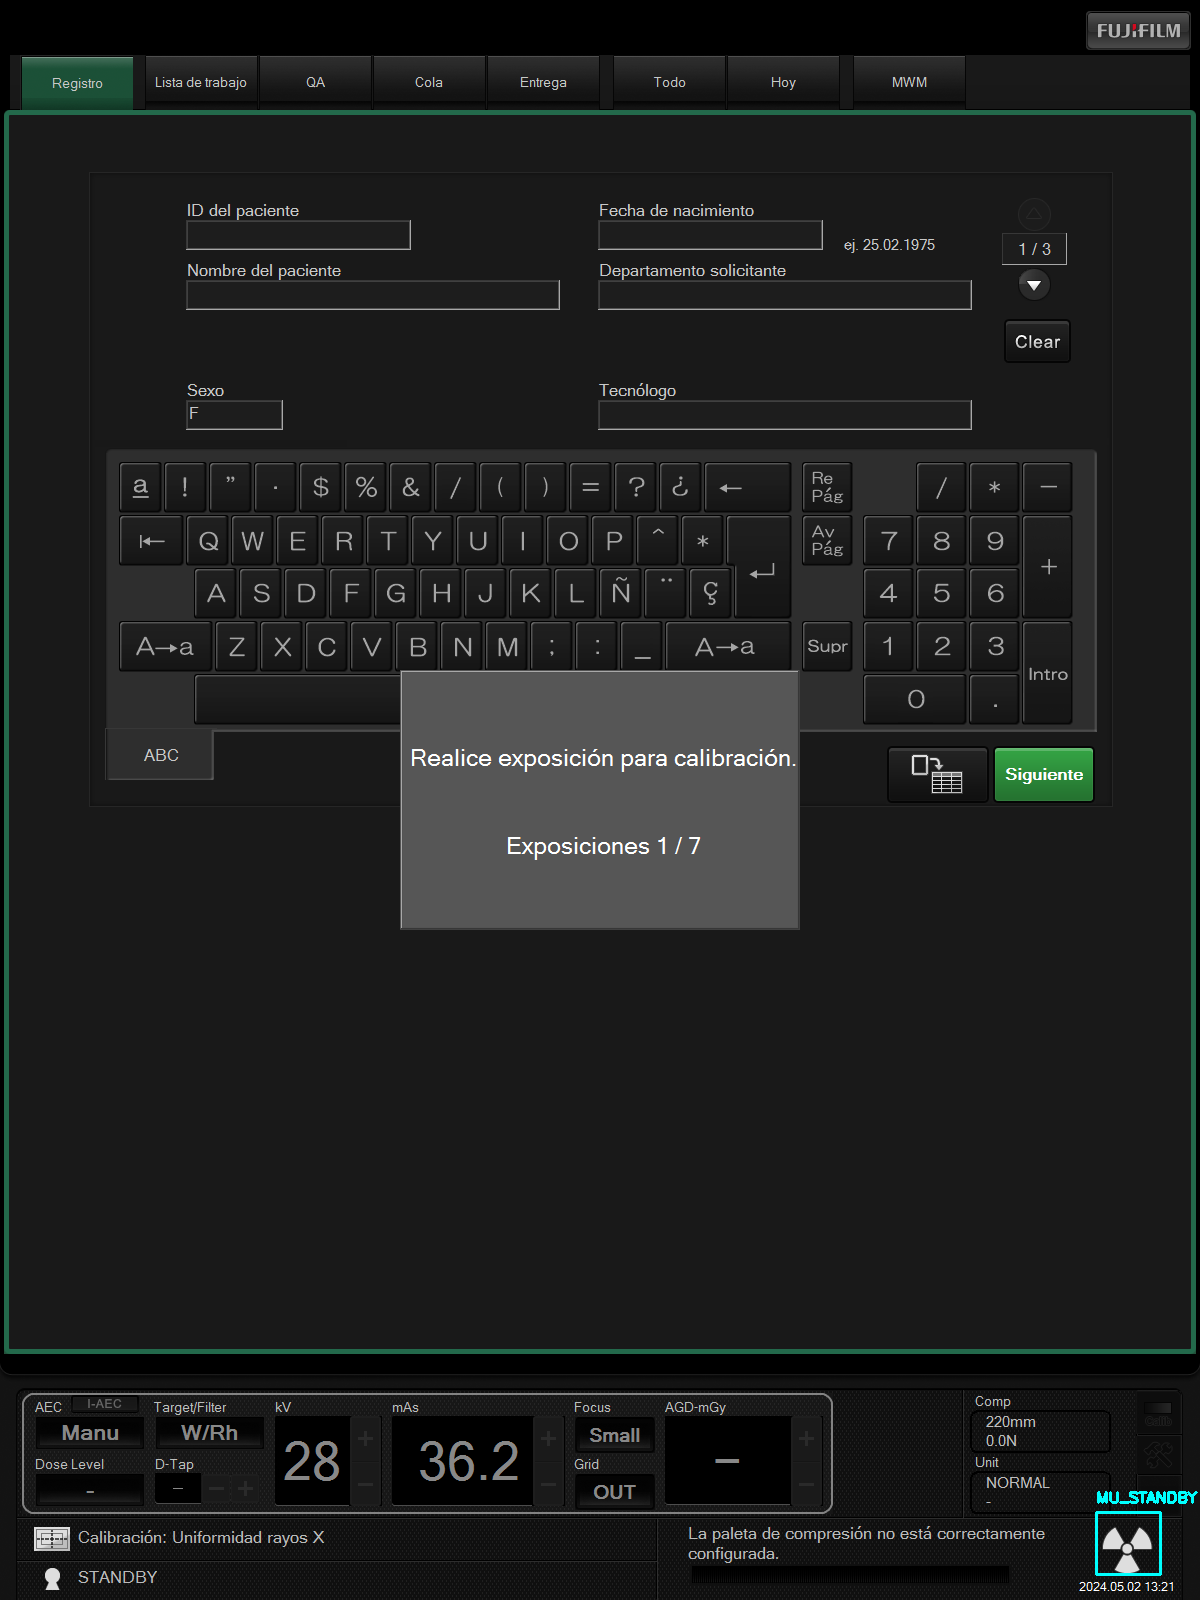 FUJIFILM
Registro
Lista de trabajo
QA
Cola
Entrega
Todo
Hoy
MWM
ID del paciente
Fecha de nacimiento
ej. 25.02.1975
1 / 3
Nombre del paciente
Departamento solicitante
Clear
Sexo
F
Tecnólogo
a ! ” · $ % & / ( ) = ? ¿ ← Re Pág / * −
Q W E R T Y U I O P ^ * Av Pág 7 8 9 +
A S D F G H J K L Ñ ¨ Ç 4 5 6
A→a Z X C V B N M ; : _ A→a Supr 1 2 3 Intro
0 .
ABC
Siguiente
Realice exposición para calibración.
Exposiciones 1 / 7
AEC I-AEC Target/Filter kV mAs Focus AGD-mGy
Manu W/Rh 28 36.2 Small −
Dose Level D-Tap Grid
- − OUT
Comp
220mm
0.0N
Unit
NORMAL
-
MU_STANDBY
Calibración: Uniformidad rayos X
STANDBY
La paleta de compresión no está correctamente
configurada.
2024.05.02 13:21